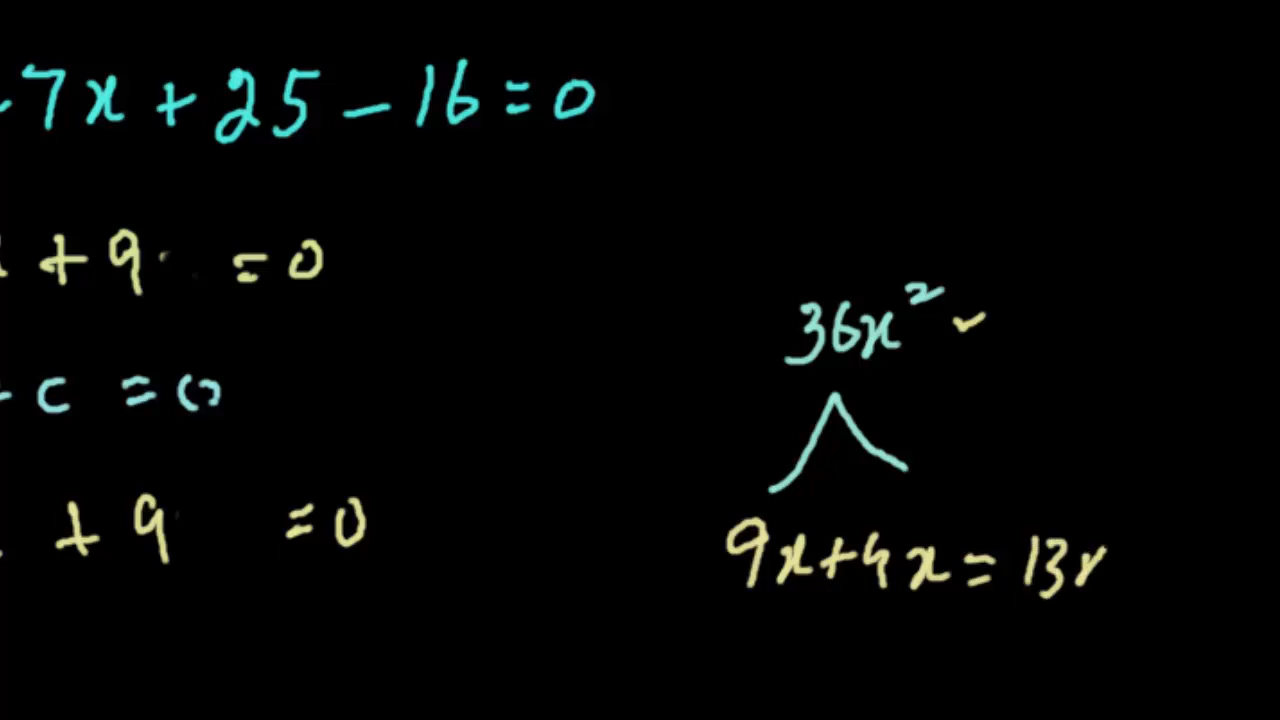 7x + 25 - 16 = 0
+ 9 = 0
36x²
c = 0
+ 9 = 0
9x + 4x = 13x